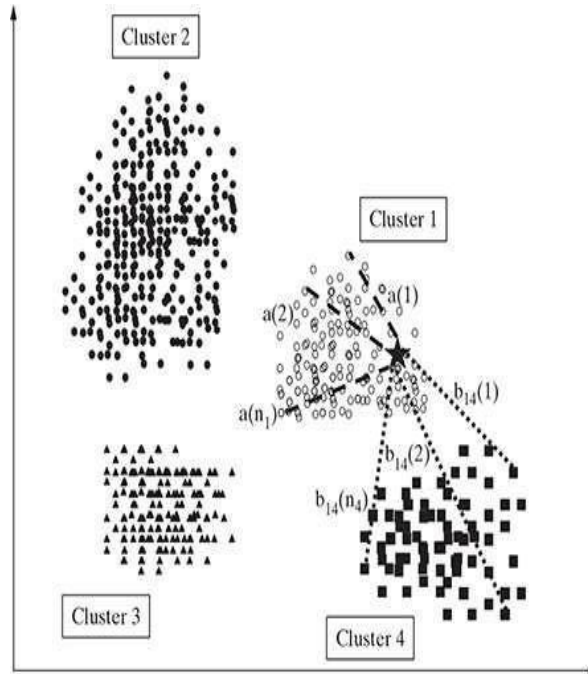 Cluster 2
Cluster 1
a(1)
a(2)
a(n₁)
b₁₄(1)
b₁₄(2)
b₁₄(n₄)
Cluster 3
Cluster 4